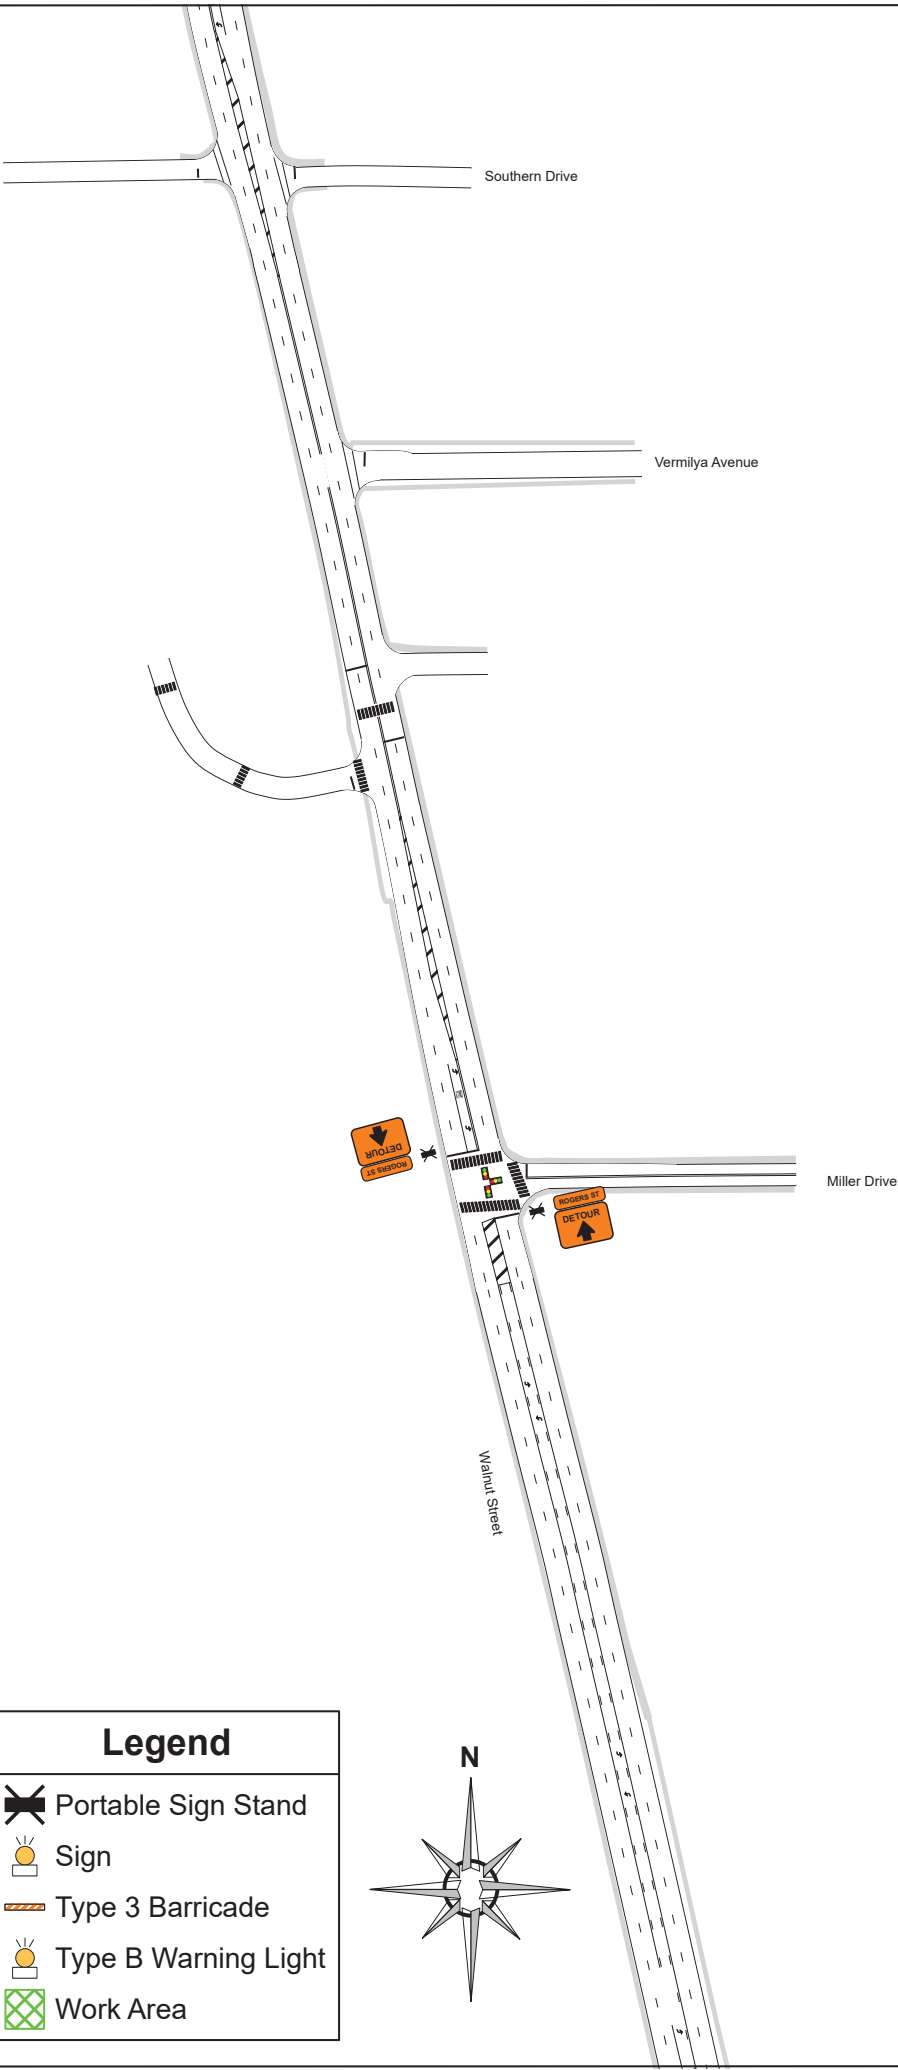 Southern Drive
Vermilya Avenue
DETOUR
ROGERS ST
Miller Drive
ROGERS ST
DETOUR
Walnut Street
Legend
Portable Sign Stand
Sign
Type 3 Barricade
Type B Warning Light
Work Area
N